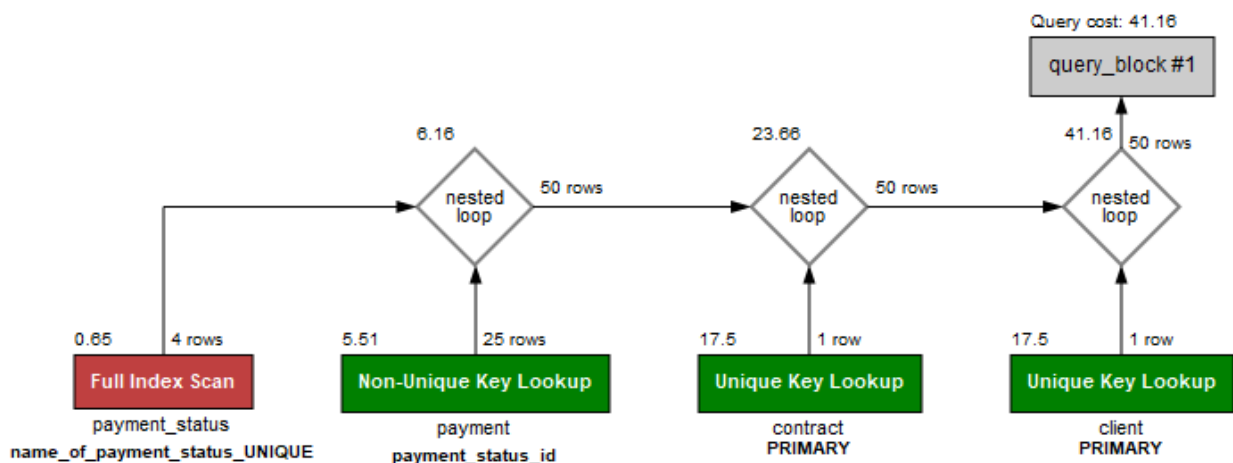 Query cost: 41.16
query_block #1
6.16
23.66
41.16
50 rows
nested
loop
50 rows
nested
loop
50 rows
nested
loop
0.65
4 rows
5.51
25 rows
17.5
1 row
17.5
1 row
Full Index Scan
Non-Unique Key Lookup
Unique Key Lookup
Unique Key Lookup
payment_status
payment
contract
client
name_of_payment_status_UNIQUE
payment_status_id
PRIMARY
PRIMARY